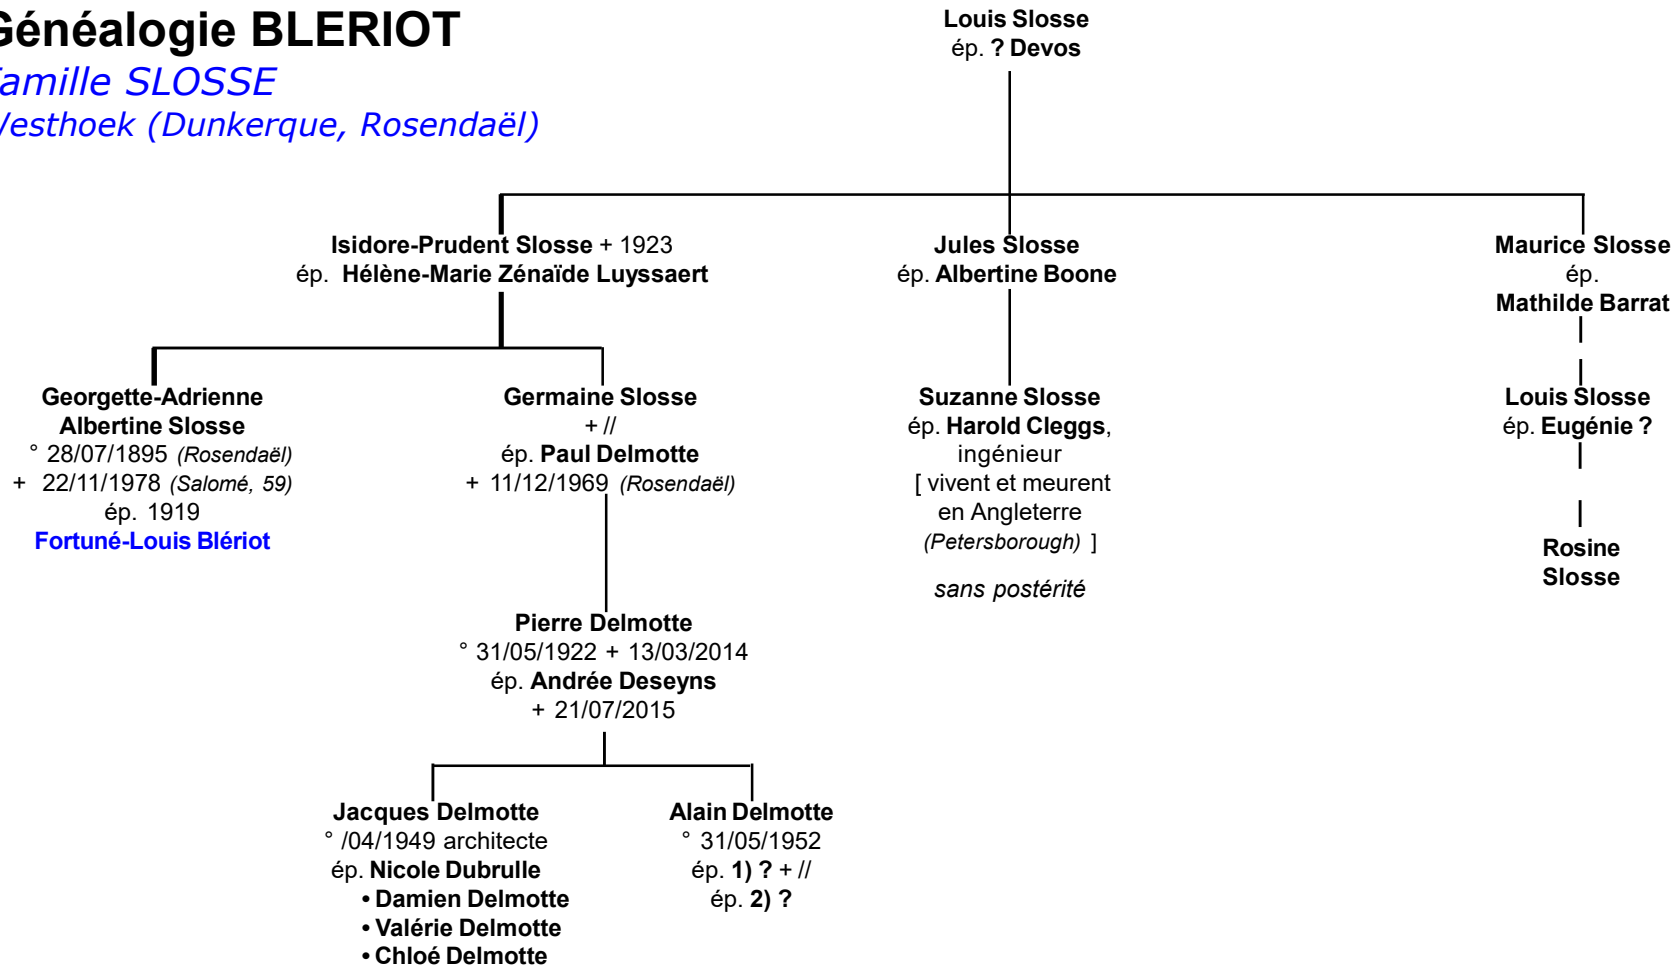 Généalogie BLERIOT
Famille SLOSSE
Westhoek (Dunkerque, Rosendaël)
Louis Slosse
ép. ? Devos
Isidore-Prudent Slosse + 1923
ép. Hélène-Marie Zénaïde Luyssaert
Jules Slosse
ép. Albertine Boone
Maurice Slosse
ép.
Mathilde Barrat
Georgette-Adrienne
Albertine Slosse
° 28/07/1895 (Rosendaël)
+ 22/11/1978 (Salomé, 59)
ép. 1919
Fortuné-Louis Blériot
Germaine Slosse
+ //
ép. Paul Delmotte
+ 11/12/1969 (Rosendaël)
Suzanne Slosse
ép. Harold Cleggs,
ingénieur
[ vivent et meurent
en Angleterre
(Petersborough) ]
sans postérité
Louis Slosse
ép. Eugénie ?
Rosine
Slosse
Pierre Delmotte
° 31/05/1922 + 13/03/2014
ép. Andrée Deseyns
+ 21/07/2015
Jacques Delmotte
° /04/1949 architecte
ép. Nicole Dubrulle
• Damien Delmotte
• Valérie Delmotte
• Chloé Delmotte
Alain Delmotte
° 31/05/1952
ép. 1) ? + //
ép. 2) ?